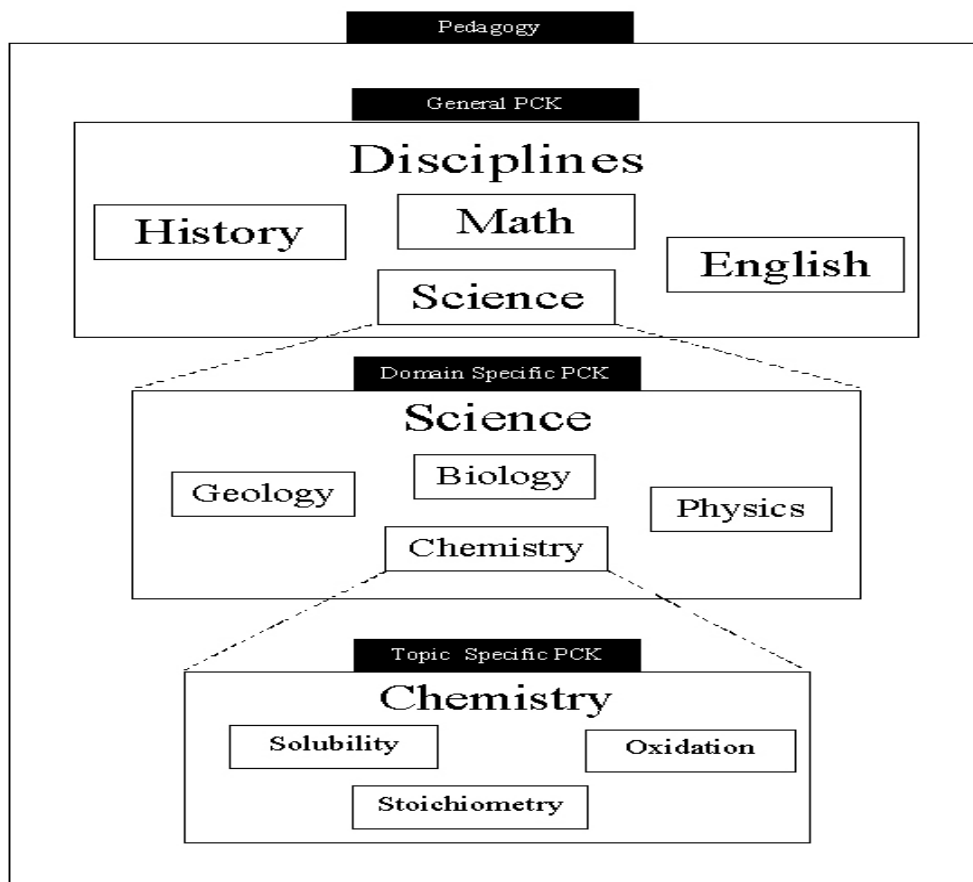 Pedagogy
General PCK
Disciplines
History
Math
English
Science
Domain Specific PCK
Science
Geology
Biology
Physics
Chemistry
Topic Specific PCK
Chemistry
Solubility
Oxidation
Stoichiometry